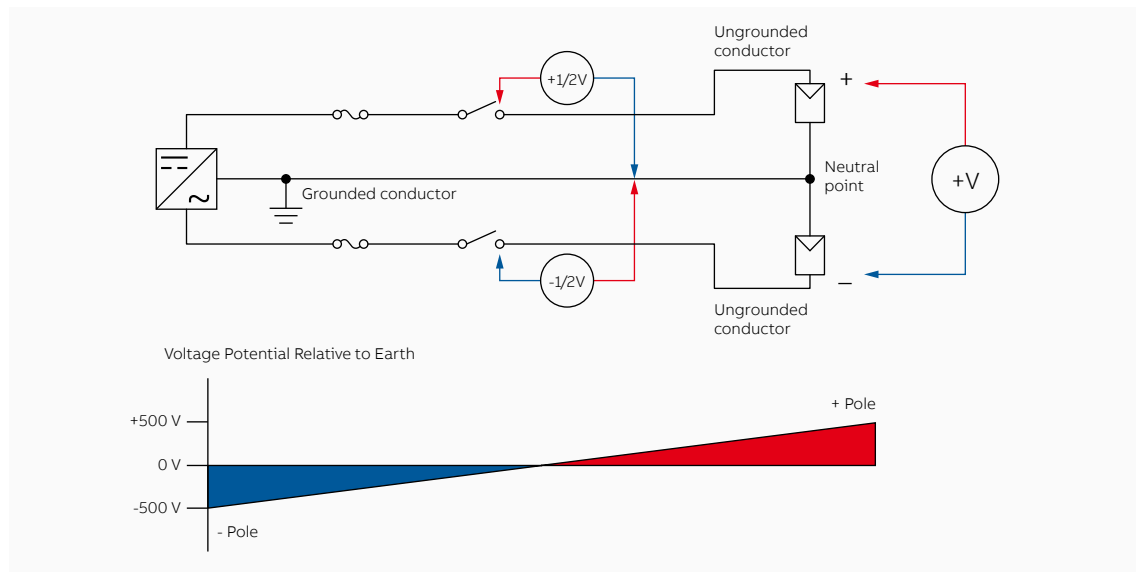 Ungrounded
conductor
+1/2V
+
Neutral
point
+V
Grounded conductor
-1/2V
–
Ungrounded
conductor
Voltage Potential Relative to Earth
+ Pole
+500 V
0 V
-500 V
- Pole